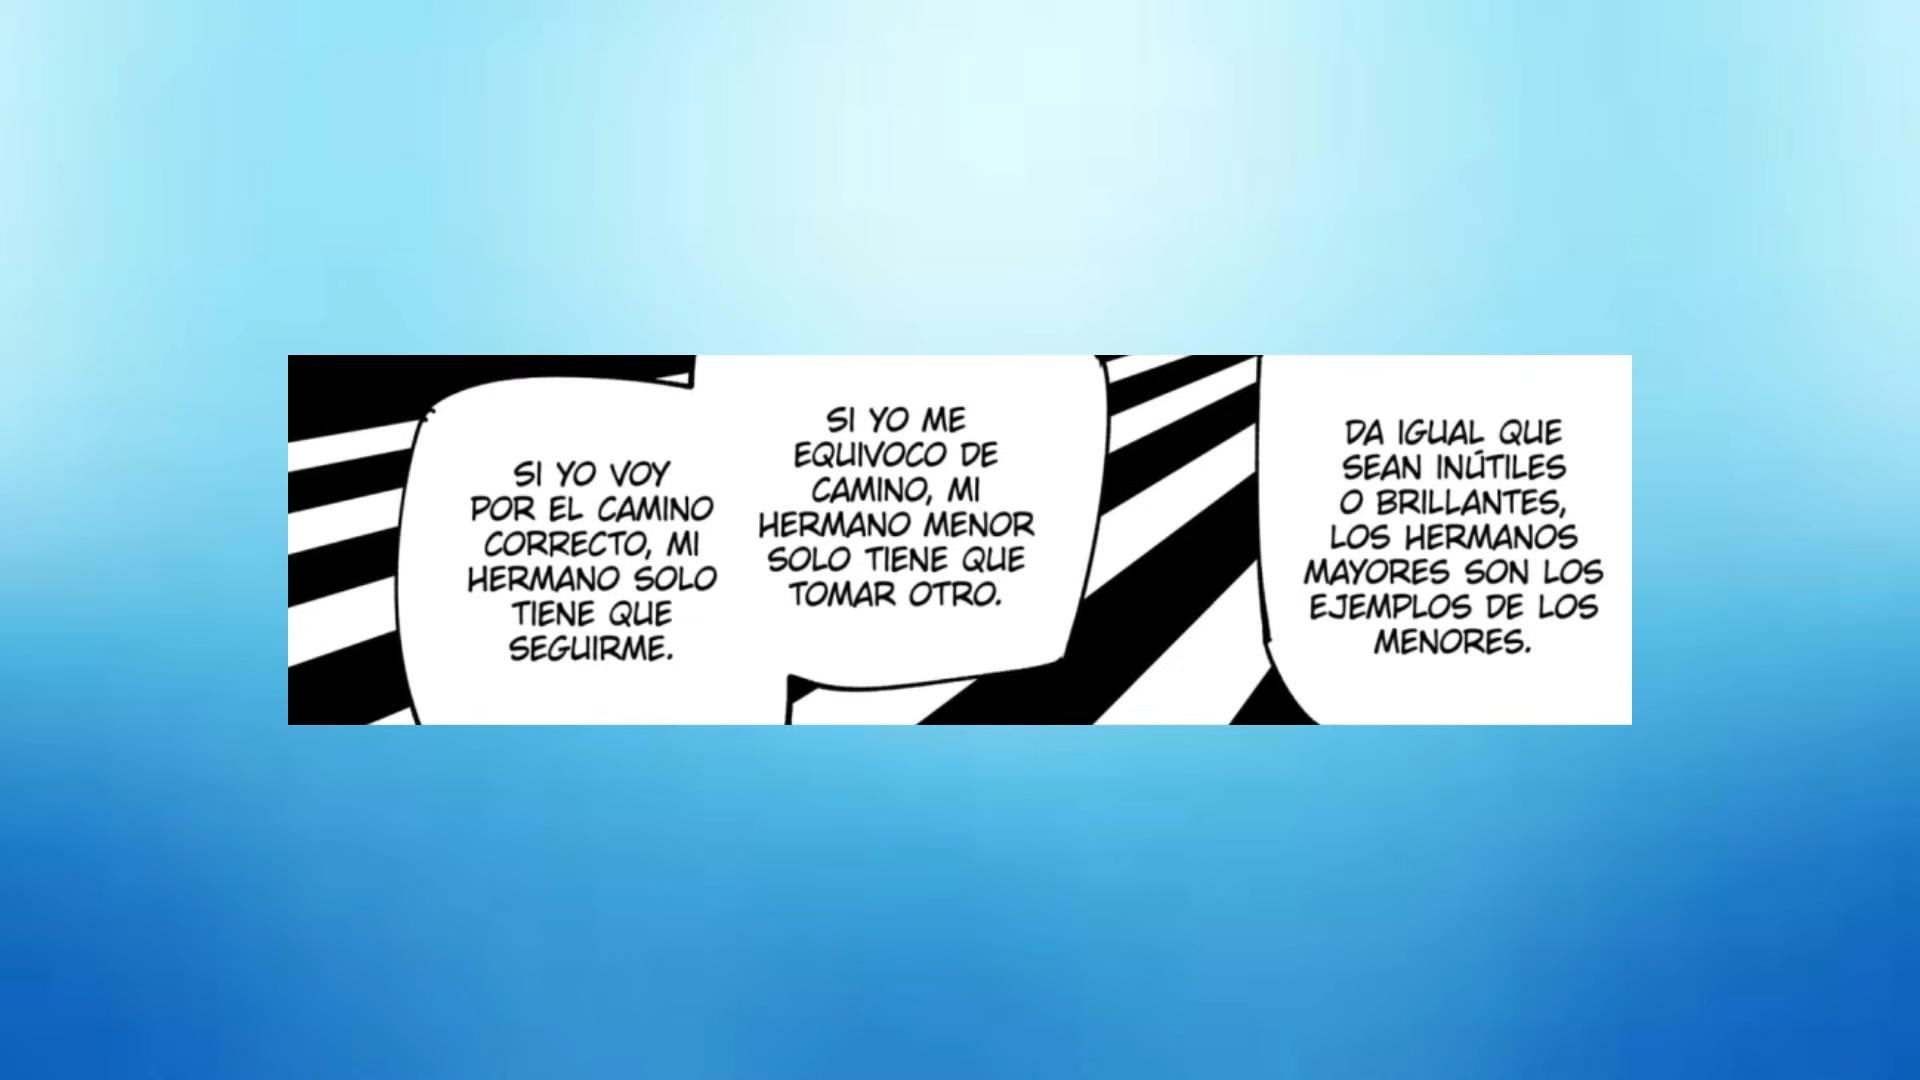 DA IGUAL QUE
SEAN INÚTILES
O BRILLANTES,
LOS HERMANOS
MAYORES SON LOS
EJEMPLOS DE LOS
MENORES.
SI YO ME
EQUIVOCO DE
CAMINO, MI
HERMANO MENOR
SOLO TIENE QUE
TOMAR OTRO.
SI YO VOY
POR EL CAMINO
CORRECTO, MI
HERMANO SOLO
TIENE QUE
SEGUIRME.